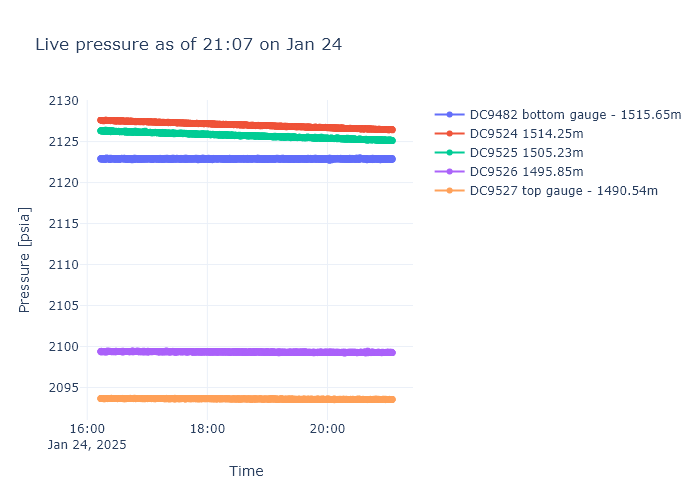 Live pressure as of 21:07 on Jan 24
2130
2125
2120
2115
2110
2105
2100
2095
Pressure [psia]
16:00
Jan 24, 2025
18:00
20:00
Time
DC9482 bottom gauge - 1515.65m
DC9524 1514.25m
DC9525 1505.23m
DC9526 1495.85m
DC9527 top gauge - 1490.54m